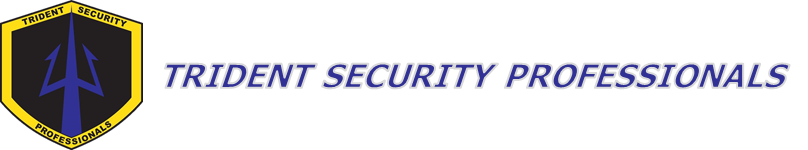 TRIDENT SECURITY
PROFESSIONALS
TRIDENT SECURITY PROFESSIONALS